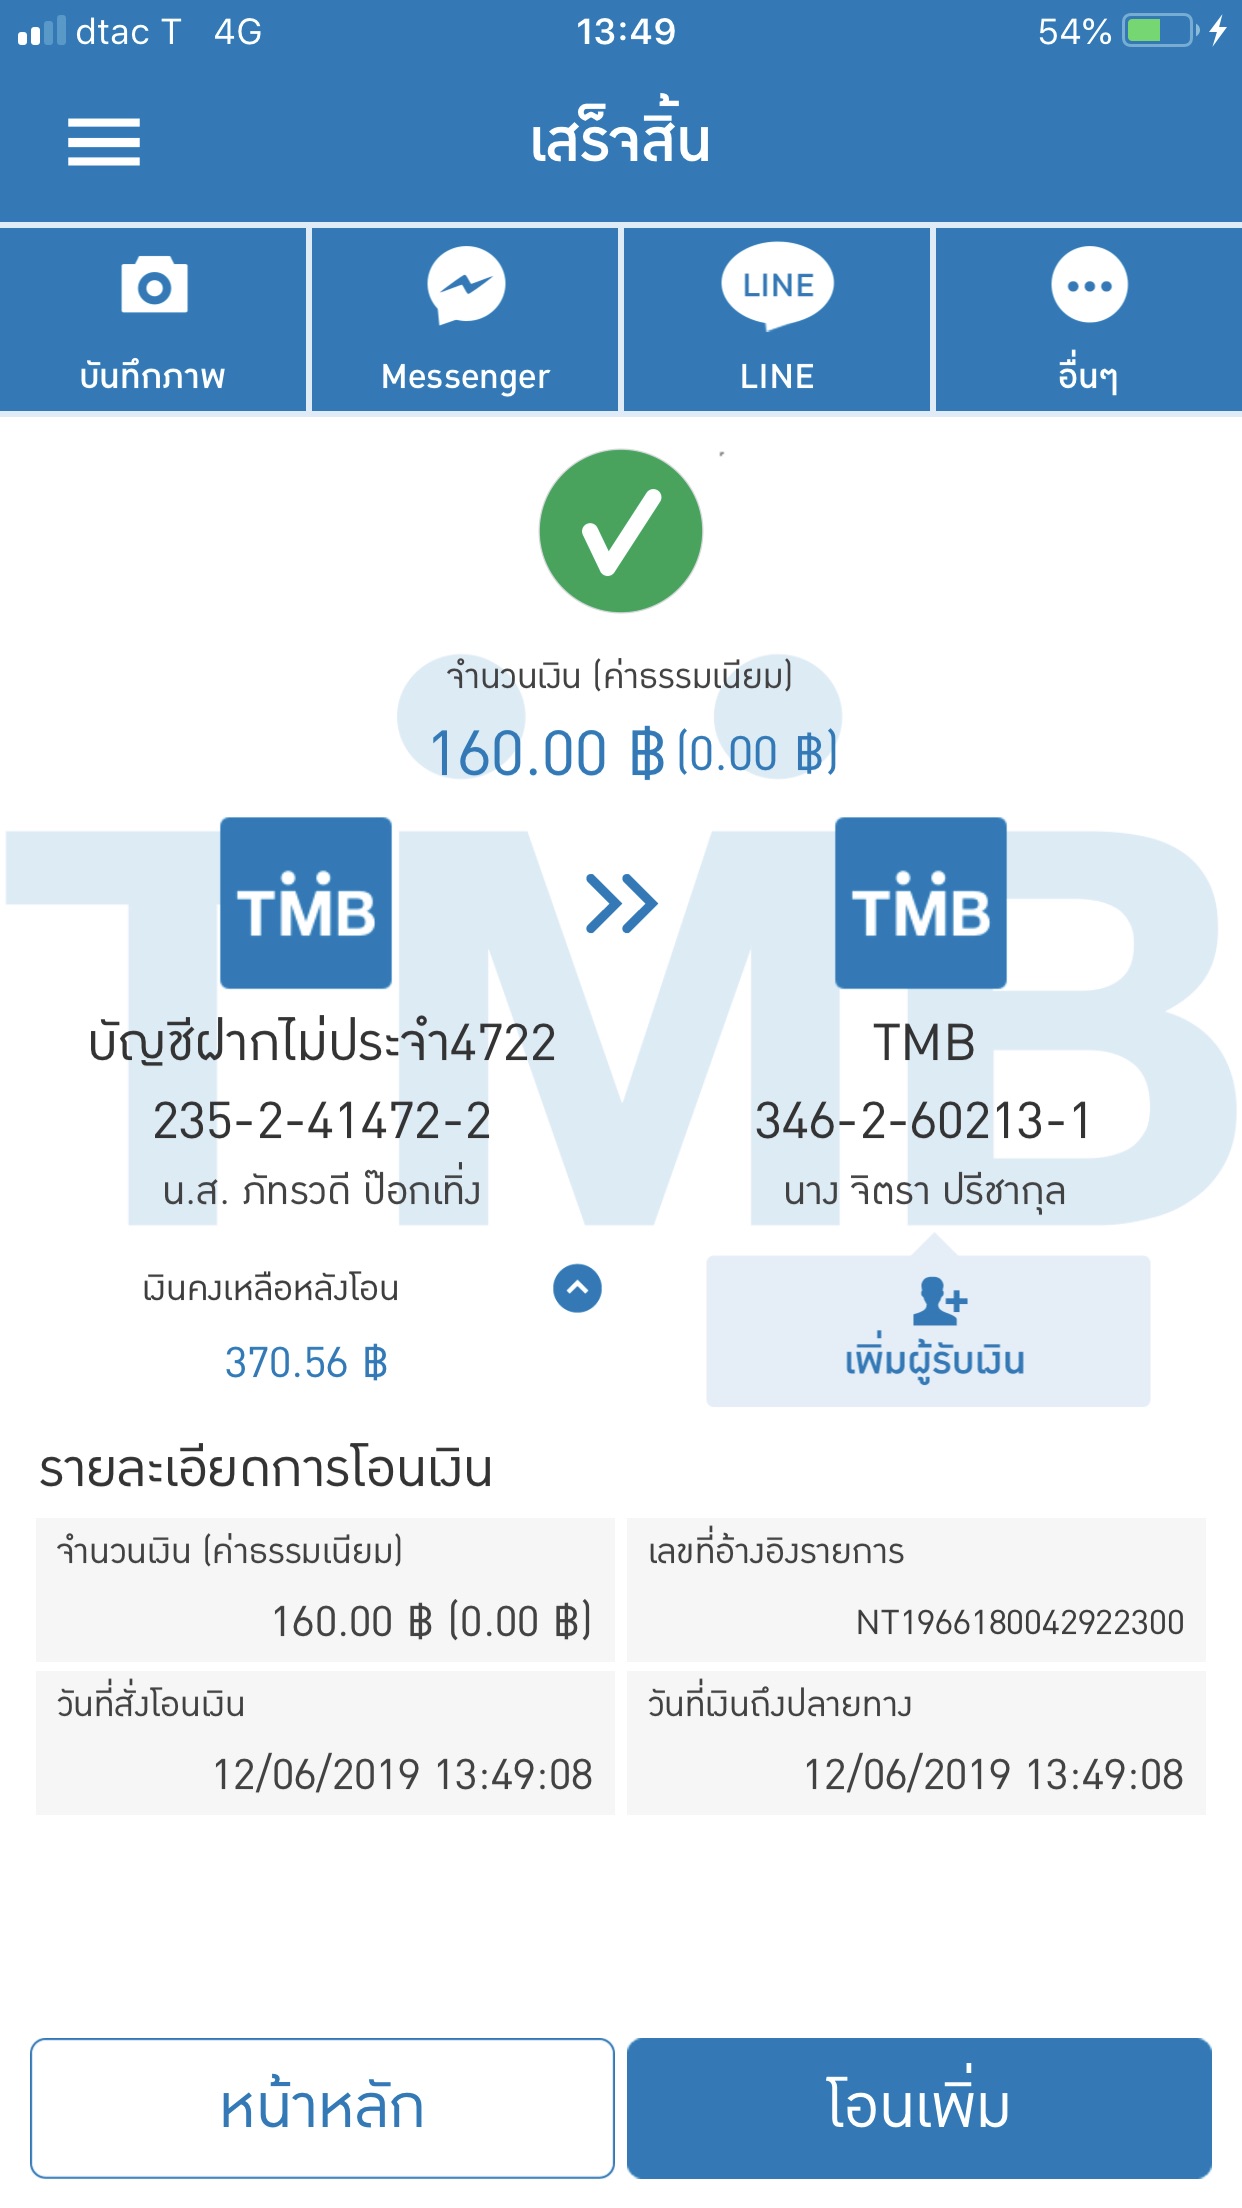 dtac T 4G 13:49 54%
เสร็จสิ้น
บันทึกภาพ Messenger LINE LINE อื่นๆ
จำนวนเงิน (ค่าธรรมเนียม)
160.00 ฿ (0.00 ฿)
TMB TMB
TMB
บัญชีฝากไม่ประจำ4722 TMB
235-2-41472-2 346-2-60213-1
น.ส. ภัทรวดี ป๊อกเทิ่ง นาง จิตรา ปรีชากุล
เงินคงเหลือหลังโอน
370.56 ฿
เพิ่มผู้รับเงิน
รายละเอียดการโอนเงิน
จำนวนเงิน (ค่าธรรมเนียม) เลขที่อ้างอิงรายการ
160.00 ฿ (0.00 ฿) NT1966180042922300
วันที่สั่งโอนเงิน วันที่เงินถึงปลายทาง
12/06/2019 13:49:08 12/06/2019 13:49:08
หน้าหลัก โอนเพิ่ม